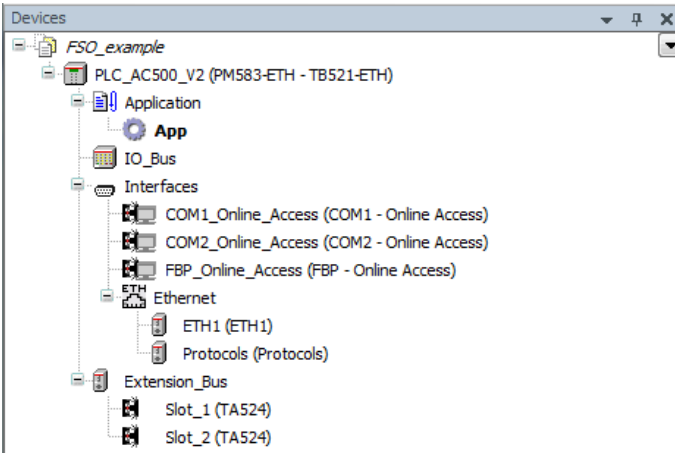 Devices
FSO_example
PLC_AC500_V2 (PM583-ETH - TB521-ETH)
Application
App
IO_Bus
Interfaces
COM1_Online_Access (COM1 - Online Access)
COM2_Online_Access (COM2 - Online Access)
FBP_Online_Access (FBP - Online Access)
ETH Ethernet
ETH1 (ETH1)
Protocols (Protocols)
Extension_Bus
Slot_1 (TA524)
Slot_2 (TA524)